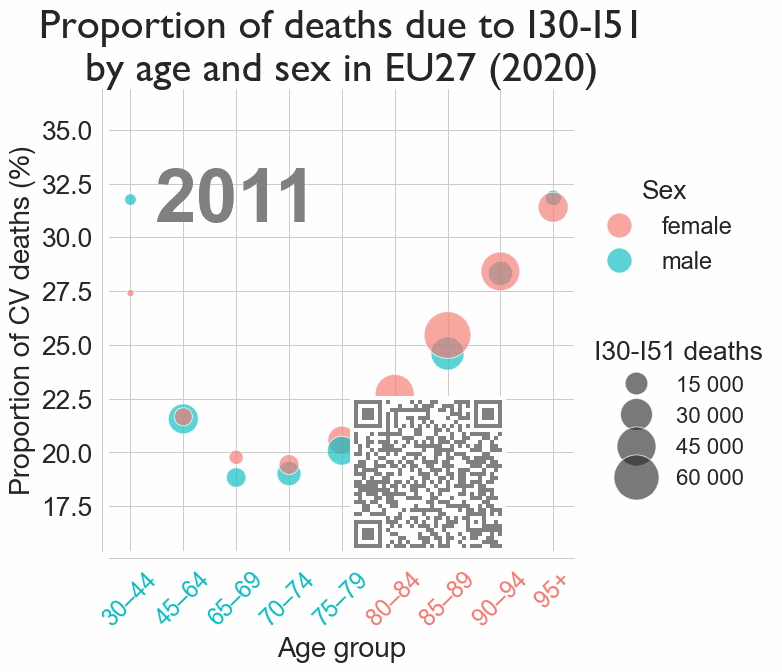 Proportion of deaths due to I30-I51
by age and sex in EU27 (2020)
Proportion of CV deaths (%)
35.0
32.5
30.0
27.5
25.0
22.5
20.0
17.5
2011
30–44
45–64
65–69
70–74
75–79
80–84
85–89
90–94
95+
Age group
Sex
female
male
I30-I51 deaths
15 000
30 000
45 000
60 000